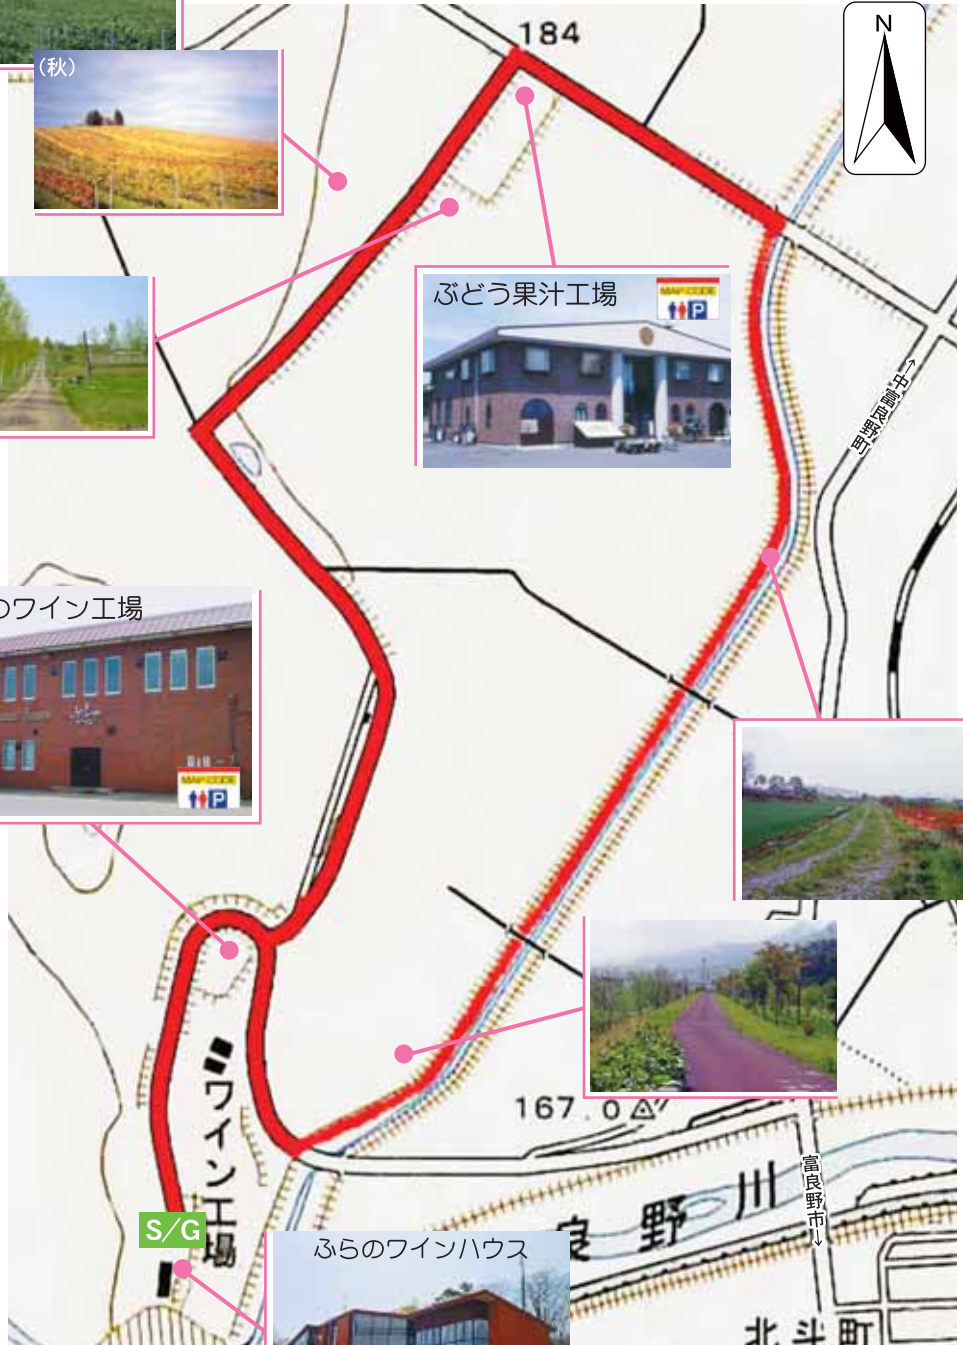 184
N
(秋)
ぶどう果汁工場
MAP CODE
P
↑中富良野町
のワイン工場
MAP CODE
P
ワイン工場
167.0
富良野市↓
良野川
S/G
ふらのワインハウス
北斗町